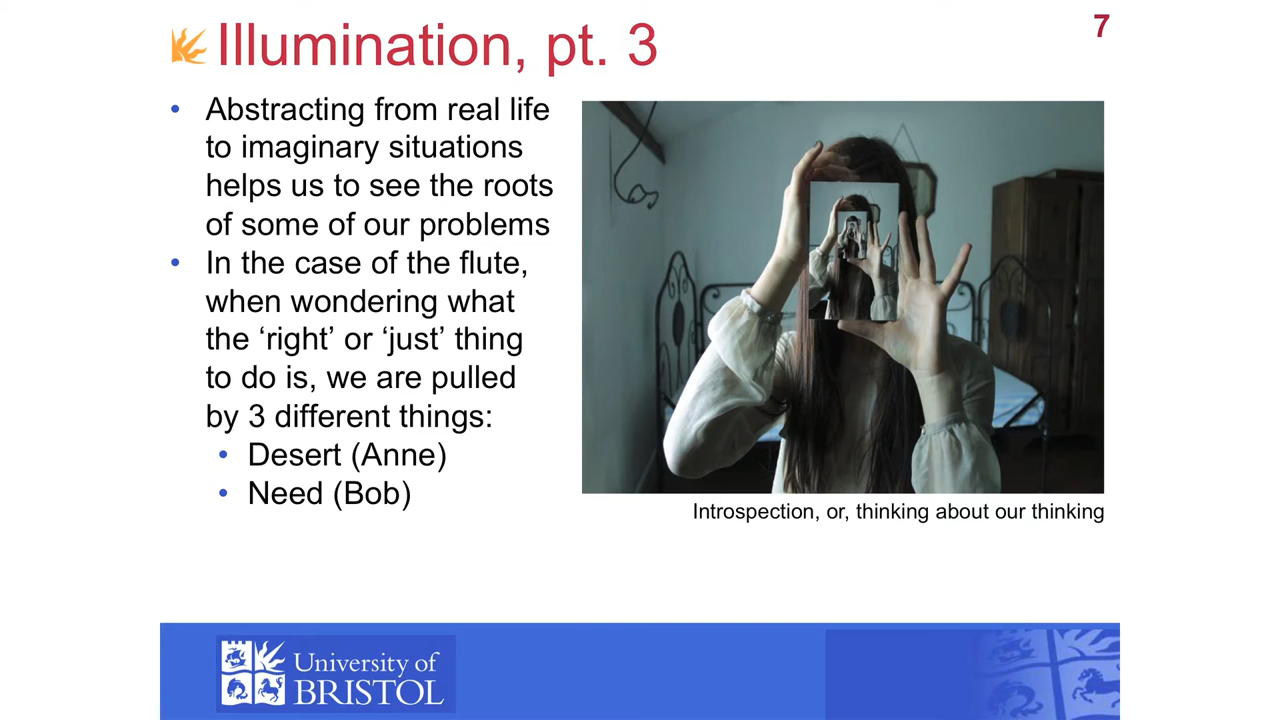 Illumination, pt. 3
7
• Abstracting from real life
to imaginary situations
helps us to see the roots
of some of our problems
• In the case of the flute,
when wondering what
the ‘right’ or ‘just’ thing
to do is, we are pulled
by 3 different things:
• Desert (Anne)
• Need (Bob)
Introspection, or, thinking about our thinking
University of
BRISTOL